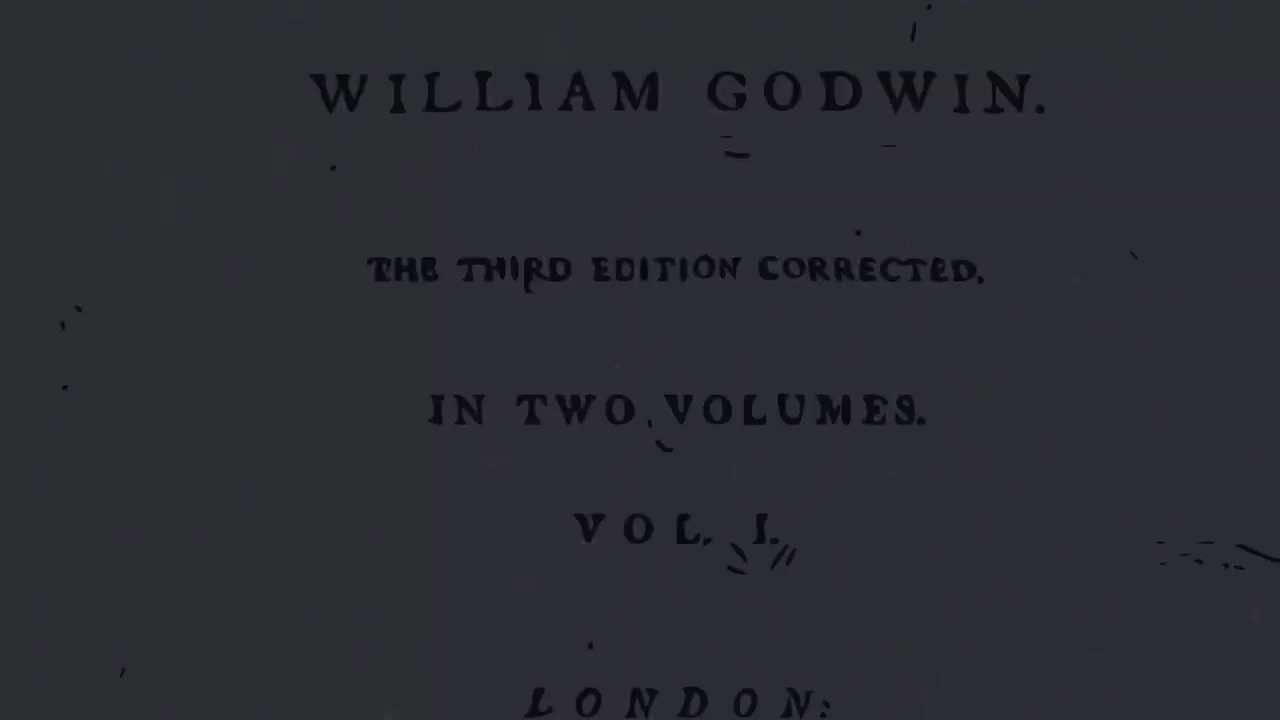 WILLIAM GODWIN.
THE THIRD EDITION CORRECTED.
IN TWO VOLUMES.
VOL. I.
LONDON: